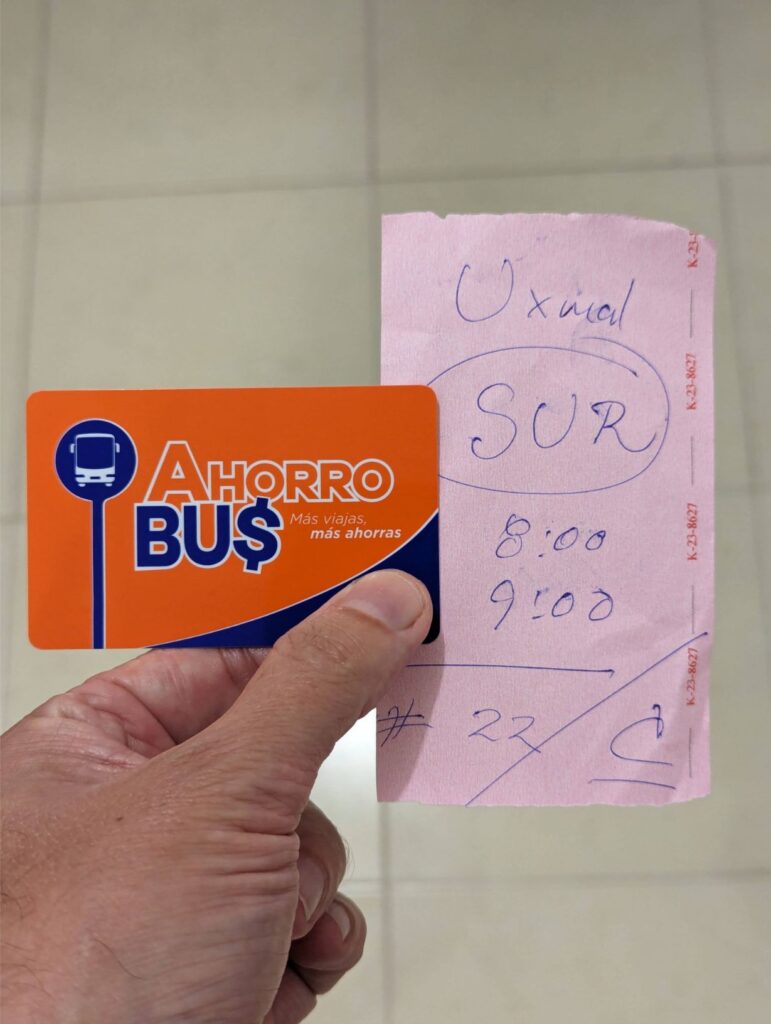 AHORRO
BU$
Más viajas,
más ahorras
Uxmal
SUR
8:00
9:00
# 22 / C
K-23-8
K-23-8627
K-23-8627
K-23-8627